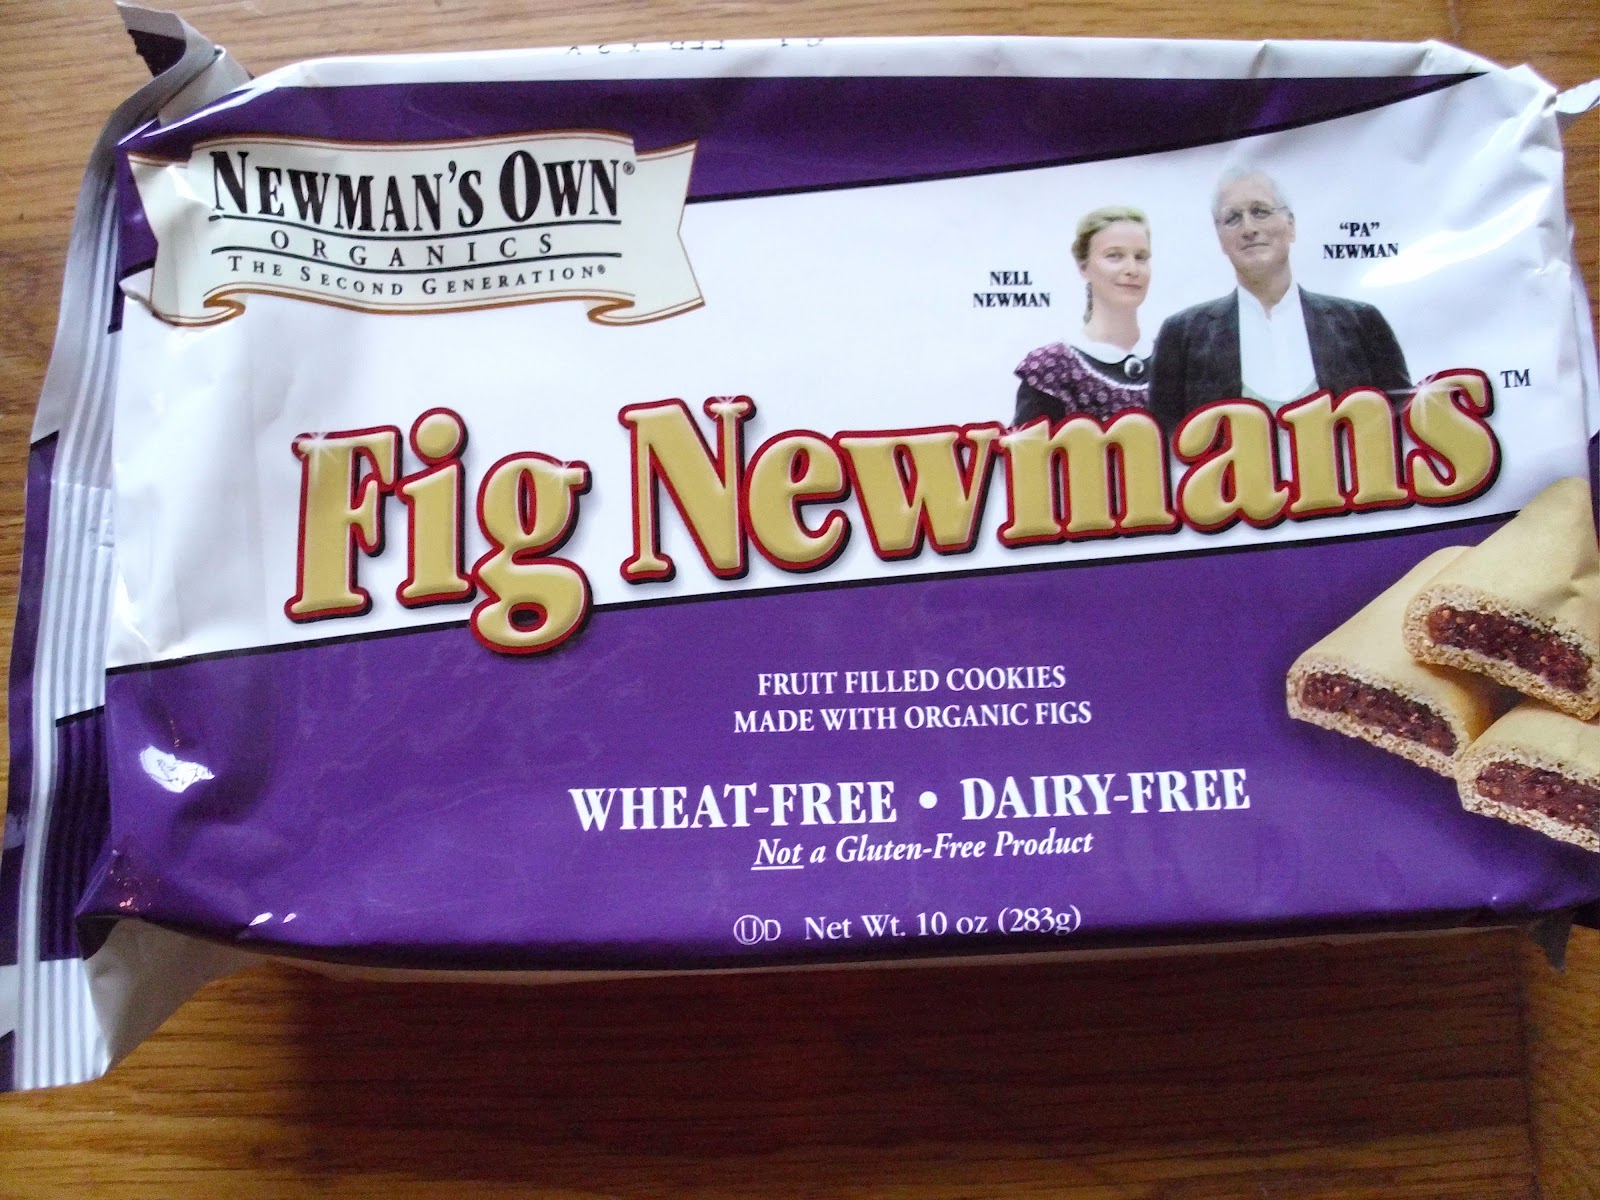 NEWMAN'S OWN®
ORGANICS
THE SECOND GENERATION®
NELL
NEWMAN
"PA"
NEWMAN
Fig Newmans™
FRUIT FILLED COOKIES
MADE WITH ORGANIC FIGS
WHEAT-FREE • DAIRY-FREE
Not a Gluten-Free Product
UD Net Wt. 10 oz (283g)